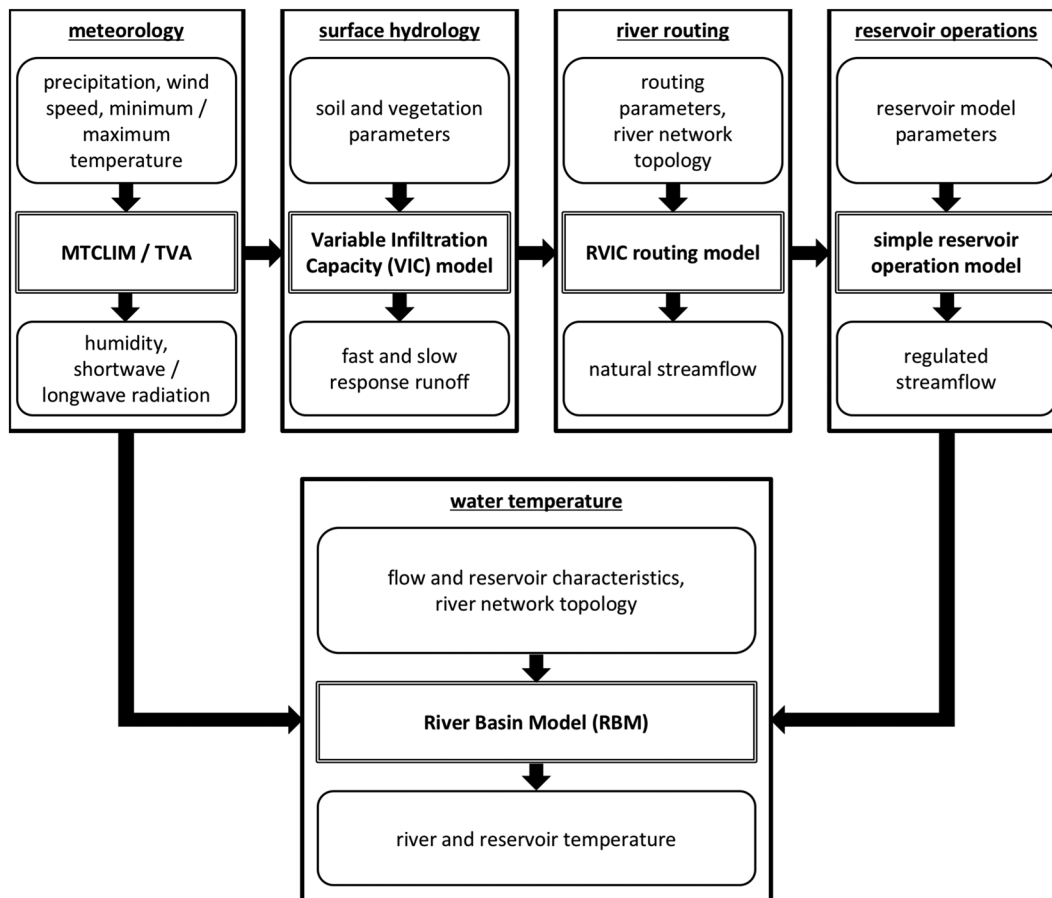 meteorology
precipitation, wind
speed, minimum /
maximum
temperature
MTCLIM / TVA
humidity,
shortwave /
longwave radiation
surface hydrology
soil and vegetation
parameters
Variable Infiltration
Capacity (VIC) model
fast and slow
response runoff
river routing
routing
parameters,
river network
topology
RVIC routing model
natural streamflow
reservoir operations
reservoir model
parameters
simple reservoir
operation model
regulated
streamflow
water temperature
flow and reservoir characteristics,
river network topology
River Basin Model (RBM)
river and reservoir temperature